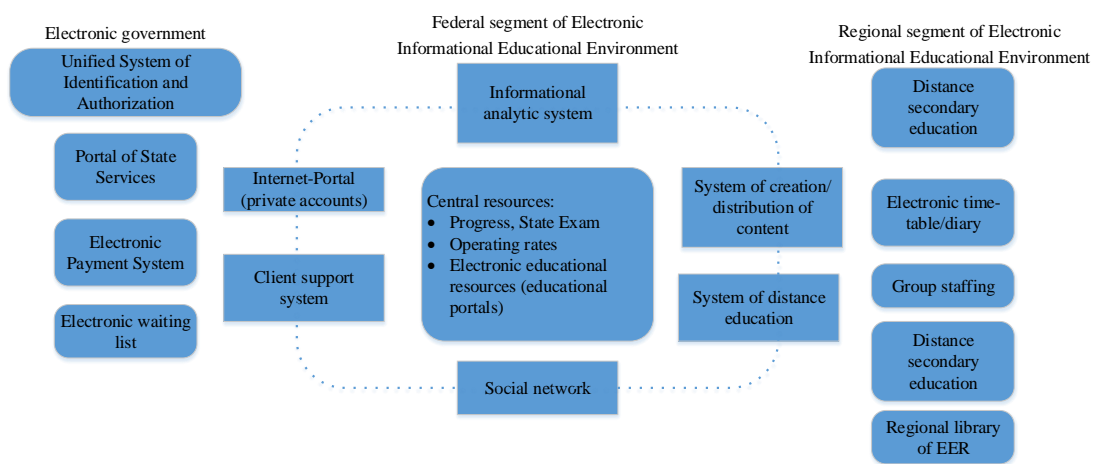 Electronic government
Unified System of
Identification and
Authorization
Portal of State
Services
Electronic
Payment System
Electronic waiting
list
Federal segment of Electronic
Informational Educational Environment
Informational
analytic system
Internet-Portal
(private accounts)
Client support
system
Central resources:
• Progress, State Exam
• Operating rates
• Electronic educational
resources (educational
portals)
System of creation/
distribution of
content
System of distance
education
Social network
Regional segment of Electronic
Informational Educational Environment
Distance
secondary
education
Electronic time-
table/diary
Group staffing
Distance
secondary
education
Regional library
of EER